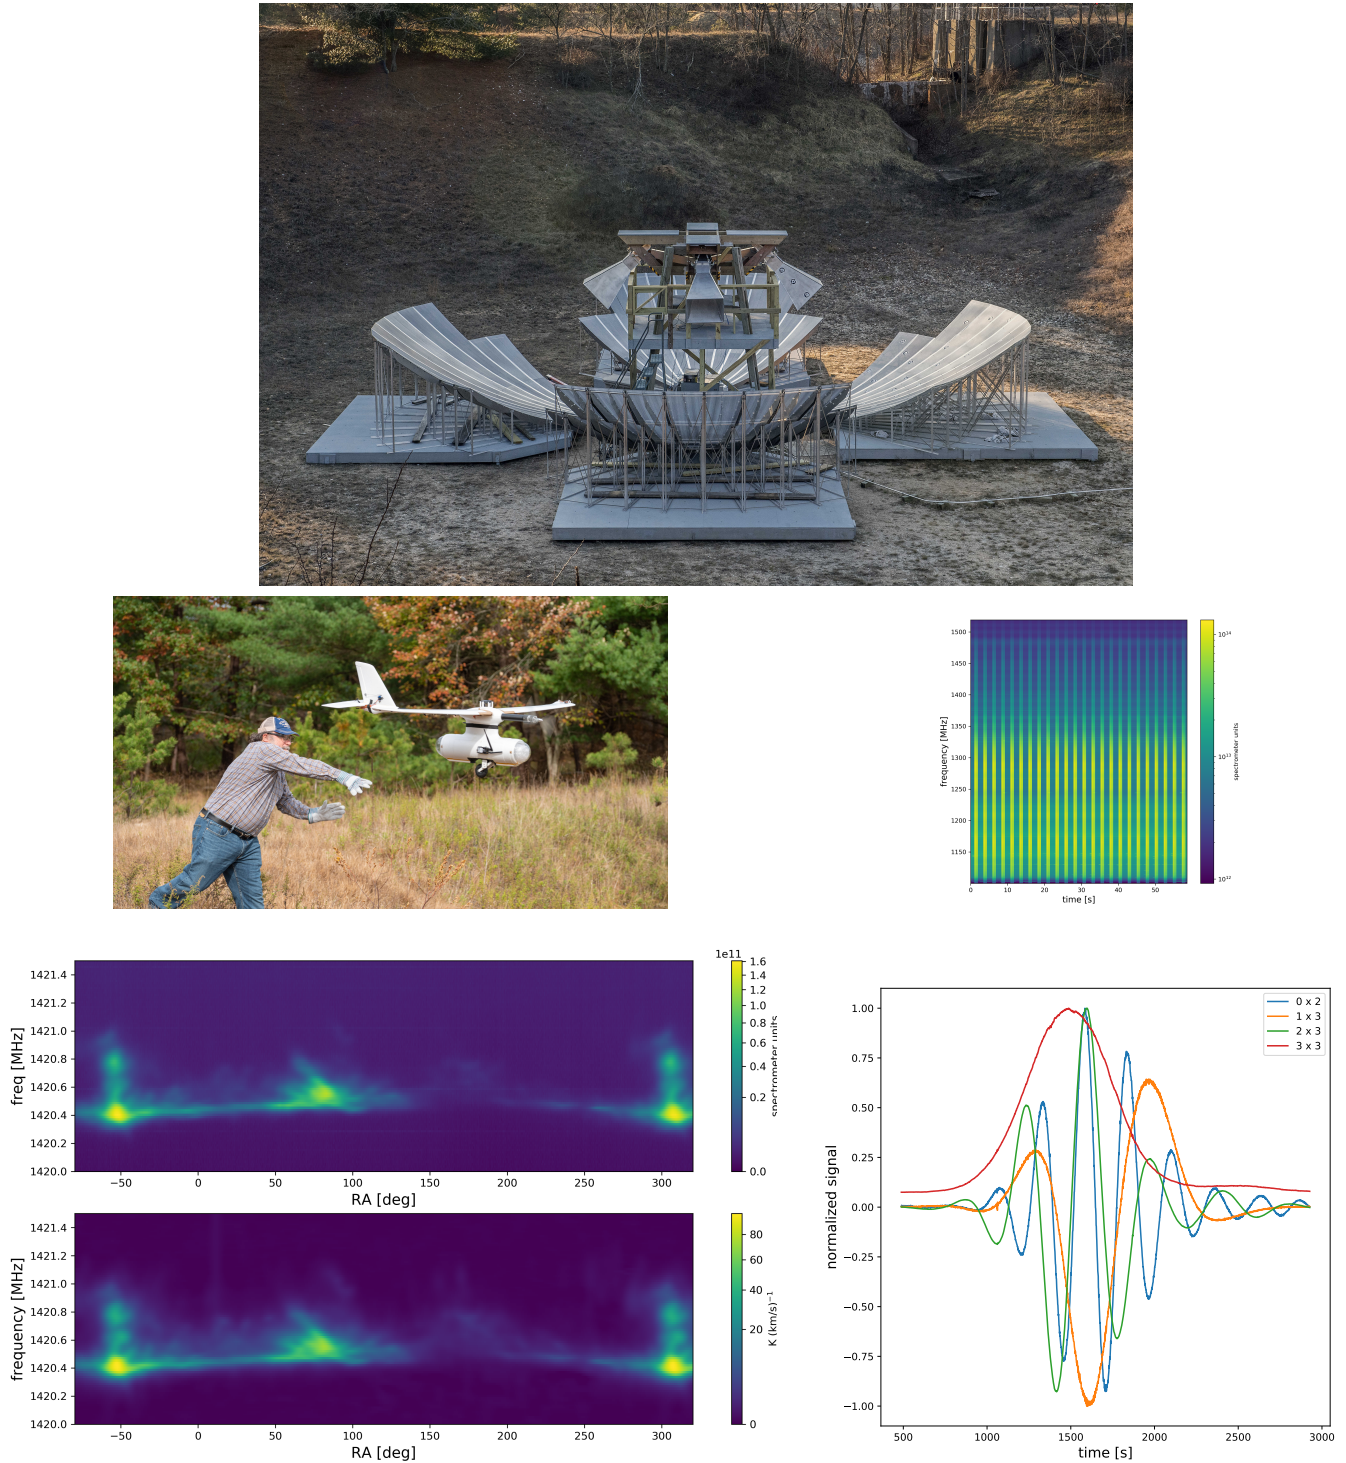 1500
1450
1400
1350
1300
1250
1200
1150
frequency [MHz]
0 10 20 30 40 50
time [s]
10¹⁴
10¹³
10¹²
spectrometer units
1421.4
1421.2
1421.0
1420.8
1420.6
1420.4
1420.2
1420.0
freq [MHz]
−50 0 50 100 150 200 250 300
RA [deg]
1e11
1.6
1.4
1.2
1.0
0.8
0.6
0.4
0.2
0.0
spectrometer units
1421.4
1421.2
1421.0
1420.8
1420.6
1420.4
1420.2
1420.0
frequency [MHz]
−50 0 50 100 150 200 250 300
RA [deg]
80
60
40
20
0
K (km/s)⁻¹
1.00
0.75
0.50
0.25
0.00
−0.25
−0.50
−0.75
−1.00
normalized signal
500 1000 1500 2000 2500 3000
time [s]
0 x 2
1 x 3
2 x 3
3 x 3